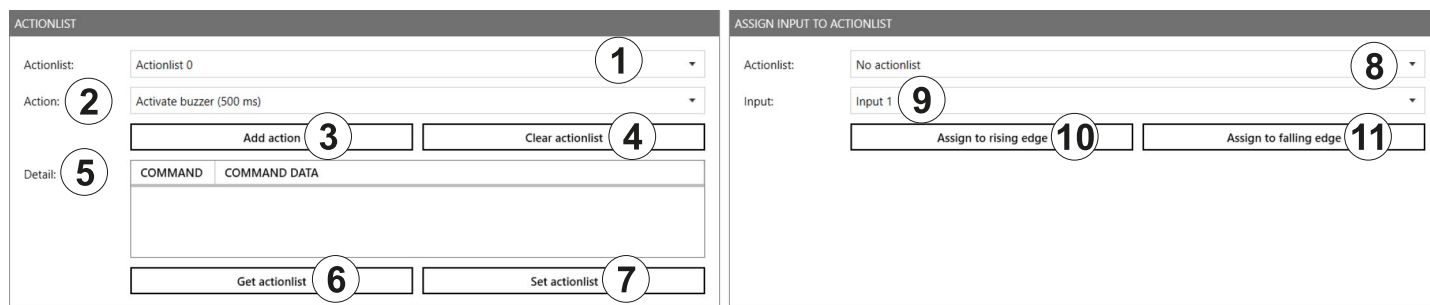 ACTIONLIST
Actionlist: Actionlist 0 1
Action: 2 Activate buzzer (500 ms)
Add action 3 Clear actionlist 4
Detail: 5 COMMAND COMMAND DATA
Get actionlist 6 Set actionlist 7
ASSIGN INPUT TO ACTIONLIST
Actionlist: No actionlist 8
Input: Input 1 9
Assign to rising edge 10 Assign to falling edge 11